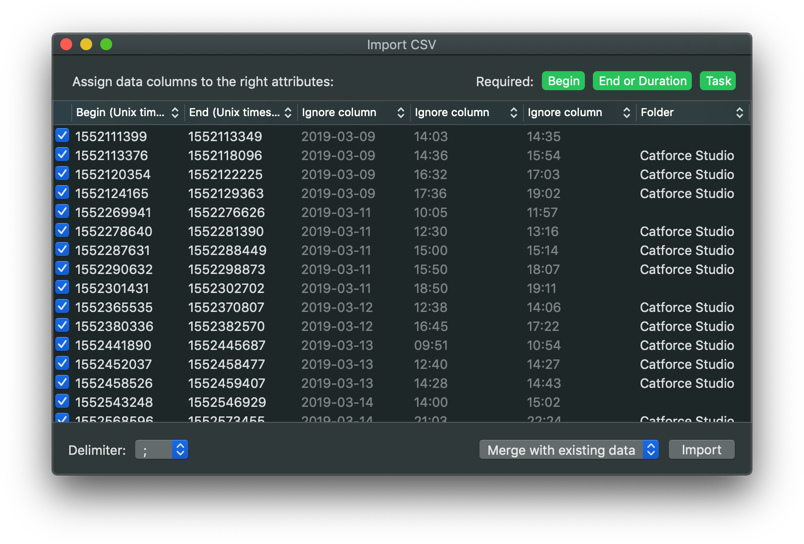 Import CSV
Assign data columns to the right attributes: Required: Begin End or Duration Task
Begin (Unix tim... End (Unix times... Ignore column Ignore column Ignore column Folder
1552111399 1552113349 2019-03-09 14:03 14:35
1552113376 1552118096 2019-03-09 14:36 15:54 Catforce Studio
1552120354 1552122225 2019-03-09 16:32 17:03 Catforce Studio
1552124165 1552129363 2019-03-09 17:36 19:02 Catforce Studio
1552269941 1552276626 2019-03-11 10:05 11:57
1552278640 1552281390 2019-03-11 12:30 13:16 Catforce Studio
1552287631 1552288449 2019-03-11 15:00 15:14 Catforce Studio
1552290632 1552298873 2019-03-11 15:50 18:07 Catforce Studio
1552301431 1552302702 2019-03-11 18:50 19:11
1552365535 1552370807 2019-03-12 12:38 14:06 Catforce Studio
1552380336 1552382570 2019-03-12 16:45 17:22 Catforce Studio
1552441890 1552445687 2019-03-13 09:51 10:54 Catforce Studio
1552452037 1552458477 2019-03-13 12:40 14:27 Catforce Studio
1552458526 1552459407 2019-03-13 14:28 14:43 Catforce Studio
1552543248 1552546929 2019-03-14 14:00 15:02
1552568596 1552573455 2019-03-14 21:03 22:24 Catforce Studio
Delimiter: ; Merge with existing data Import